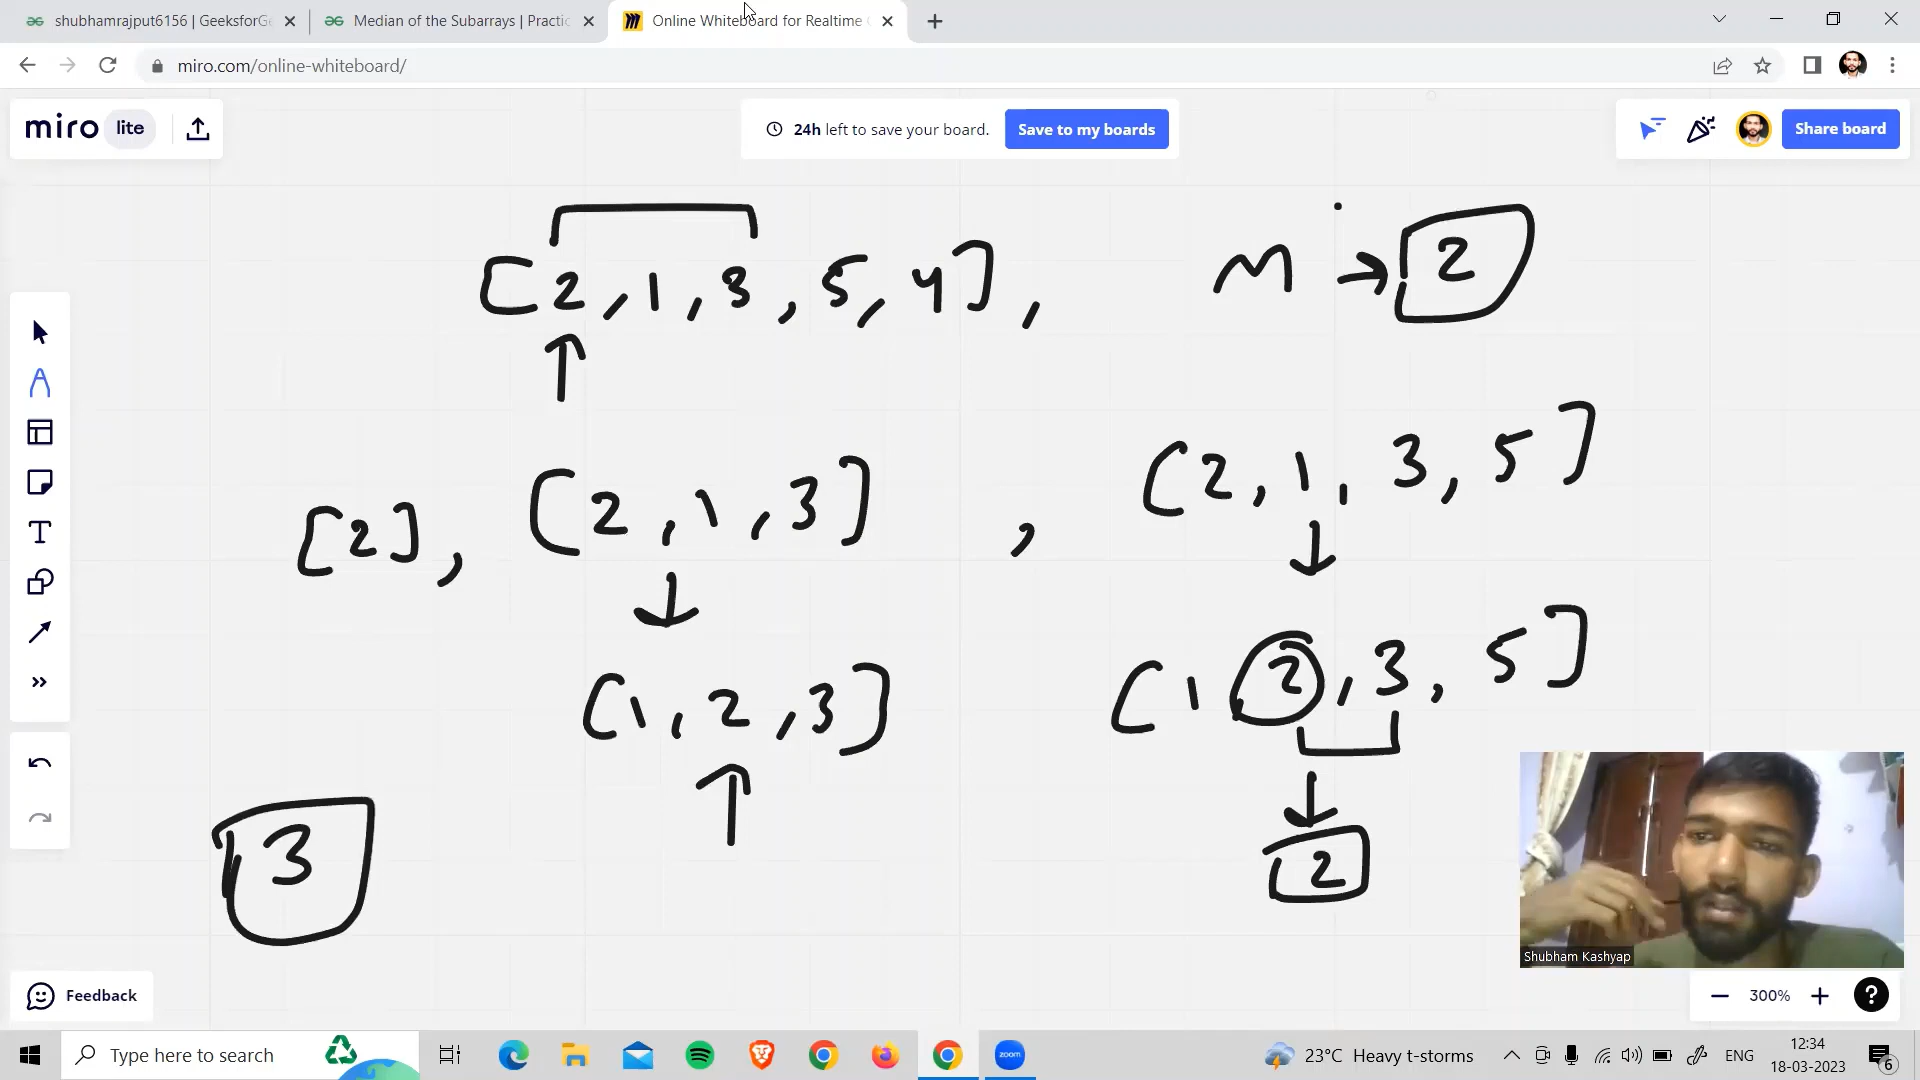 shubhamrajput6156 | GeeksforGe
Median of the Subarrays | Practic
Online Whiteboard for Realtime C
miro.com/online-whiteboard/
miro lite
24h left to save your board.
Save to my boards
Share board
[2, 1, 3, 5, 4],
M → 2
[2], [2, 1, 3] , [2, 1, 3, 5]
[1, 2, 3]
[1 2, 3, 5]
3
2
Shubham Kashyap
Feedback
300%
?
Type here to search
zoom
23°C Heavy t-storms
ENG
12:34
18-03-2023
6